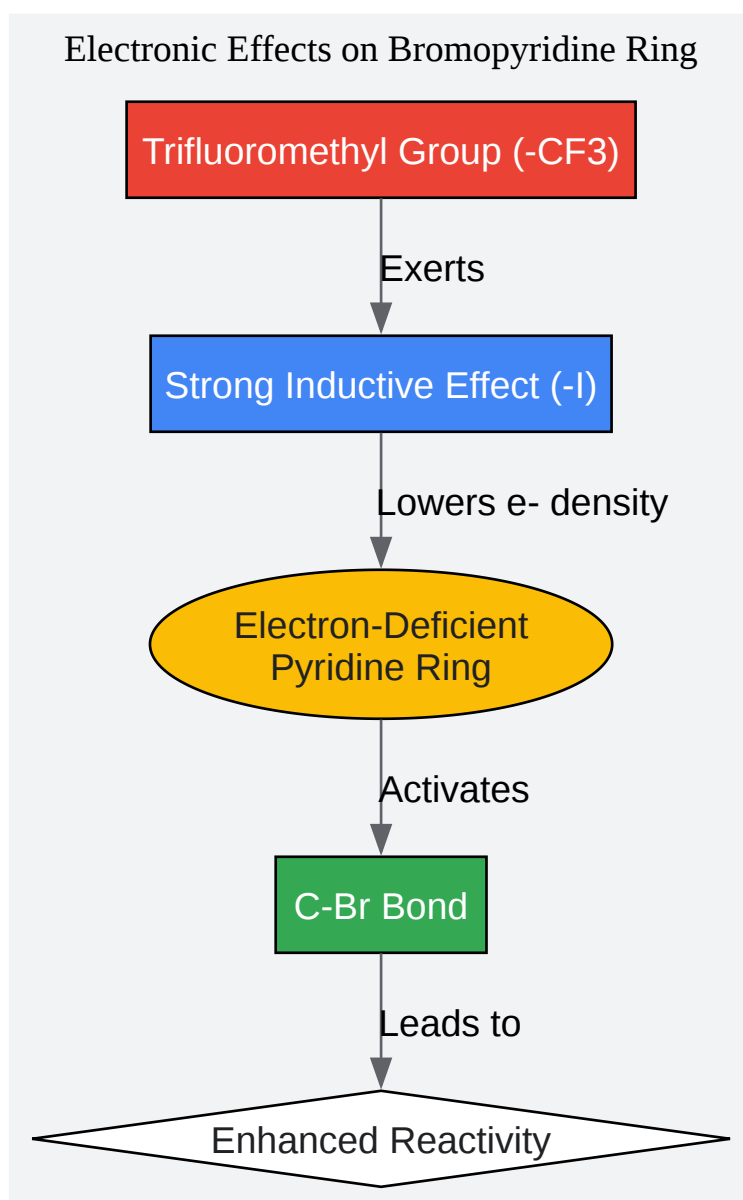 Electronic Effects on Bromopyridine Ring
Trifluoromethyl Group (-CF3)
Exerts
Strong Inductive Effect (-I)
Lowers e- density
Electron-Deficient
Pyridine Ring
Activates
C-Br Bond
Leads to
Enhanced Reactivity